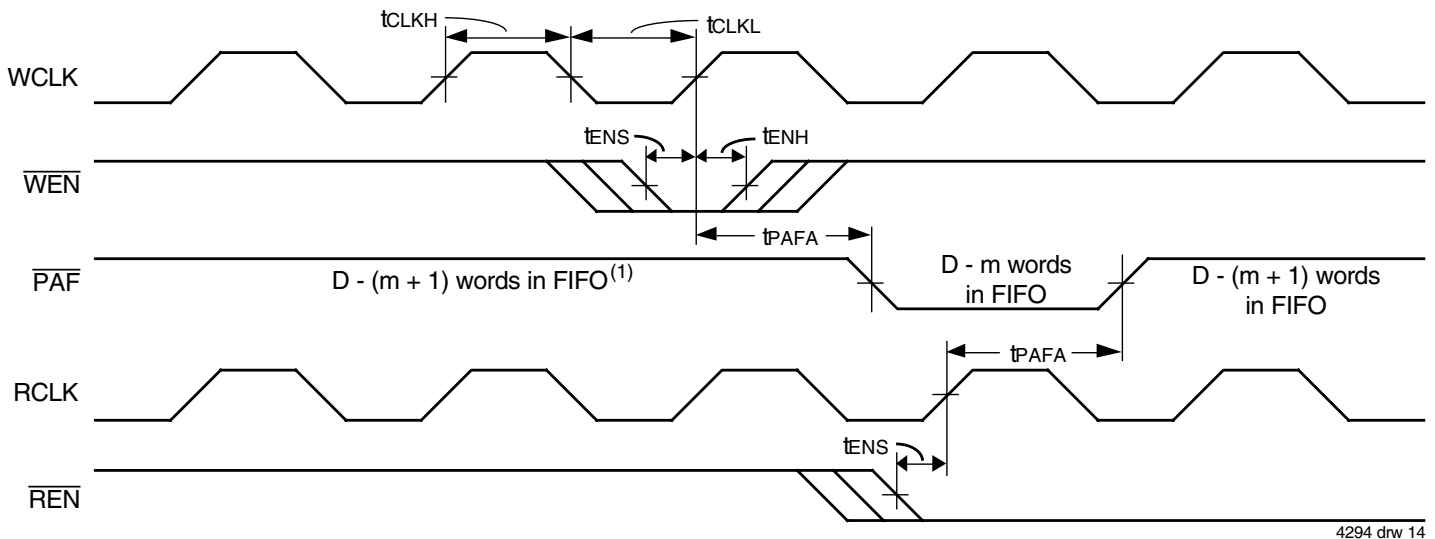 tCLKH
tCLKL
WCLK
tENS
tENH
WEN
tPAFA
PAF
D - (m + 1) words in FIFO(1)
D - m words
in FIFO
D - (m + 1) words
in FIFO
tPAFA
RCLK
tENS
REN
4294 drw 14